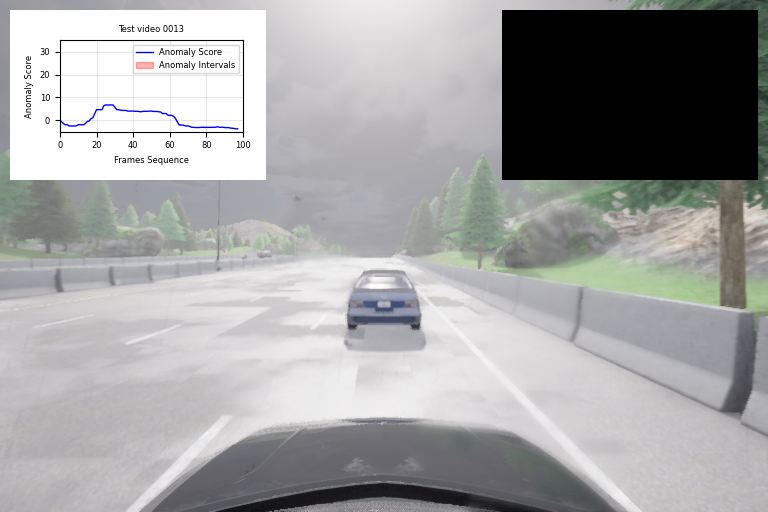 Test video 0013
Anomaly Score
Anomaly Intervals
Anomaly Score
30
20
10
0
0 20 40 60 80 100
Frames Sequence